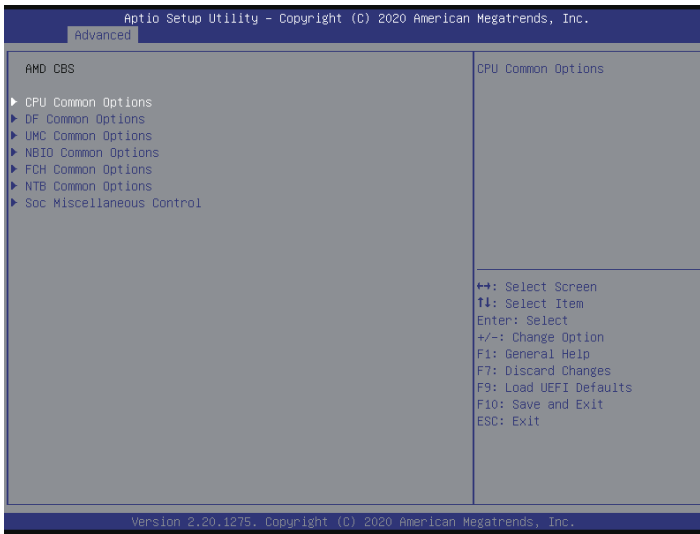 Aptio Setup Utility – Copyright (C) 2020 American Megatrends, Inc.
Advanced
AMD CBS
CPU Common Options
DF Common Options
UMC Common Options
NBIO Common Options
FCH Common Options
NTB Common Options
Soc Miscellaneous Control
CPU Common Options
↔: Select Screen
↑↓: Select Item
Enter: Select
+/-: Change Option
F1: General Help
F7: Discard Changes
F9: Load UEFI Defaults
F10: Save and Exit
ESC: Exit
Version 2.20.1275. Copyright (C) 2020 American Megatrends, Inc.